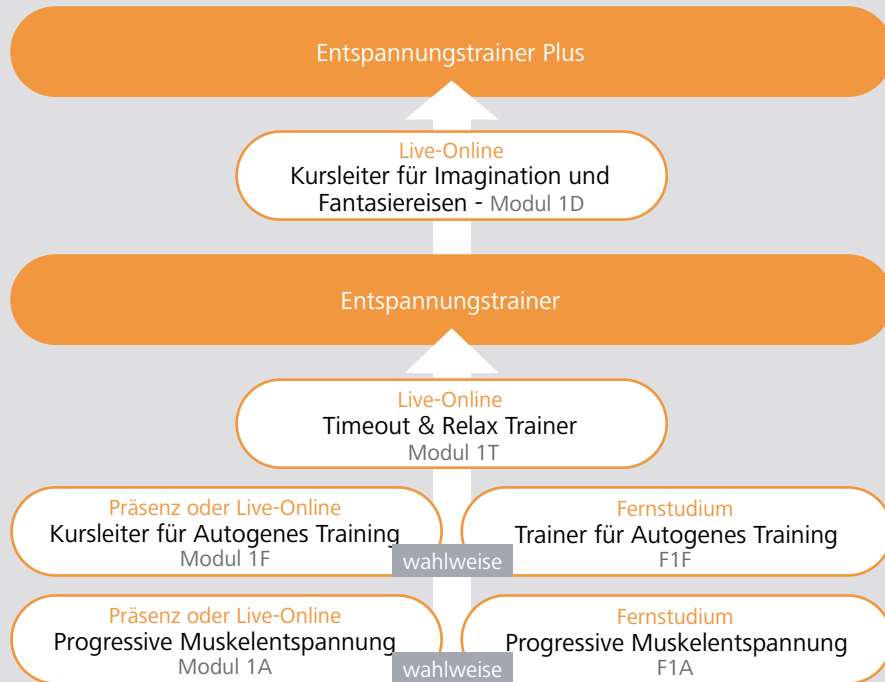 Entspannungstrainer Plus
Live-Online
Kursleiter für Imagination und
Fantasiereisen - Modul 1D
Entspannungstrainer
Live-Online
Timeout & Relax Trainer
Modul 1T
Präsenz oder Live-Online
Kursleiter für Autogenes Training
Modul 1F
wahlweise
Fernstudium
Trainer für Autogenes Training
F1F
Präsenz oder Live-Online
Progressive Muskelentspannung
Modul 1A
wahlweise
Fernstudium
Progressive Muskelentspannung
F1A